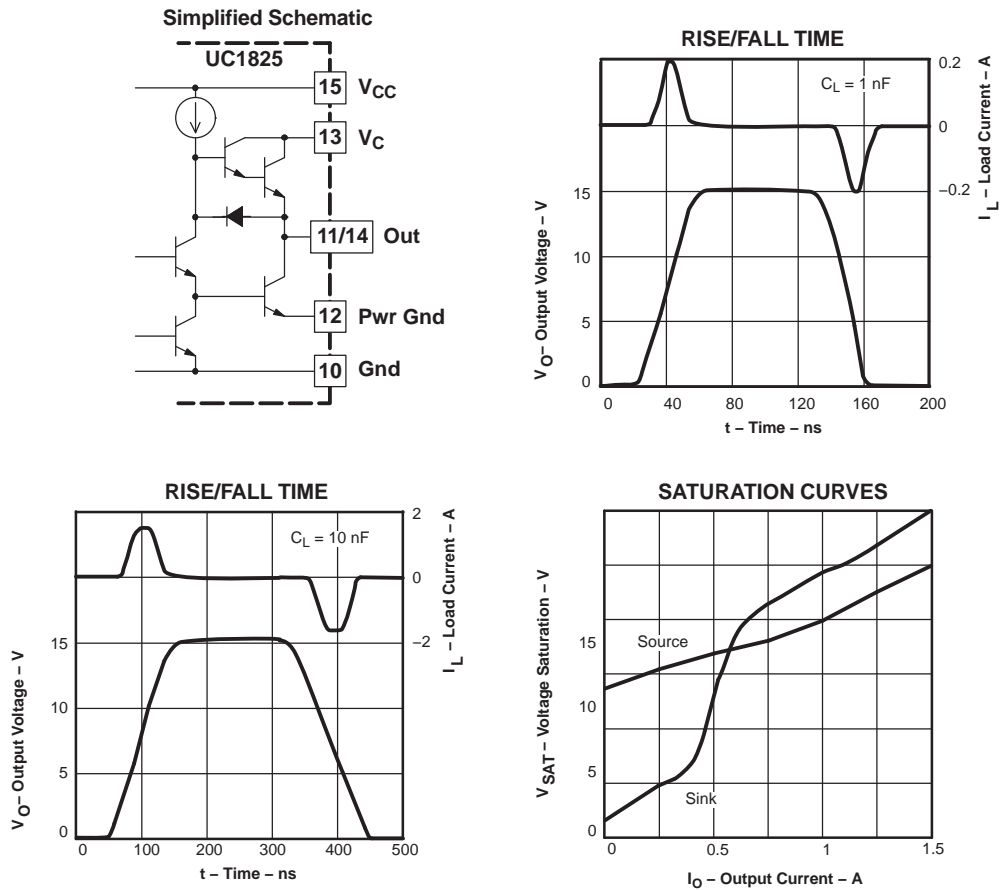 Simplified Schematic
UC1825
15 VCC
13 VC
11/14 Out
12 Pwr Gnd
10 Gnd
RISE/FALL TIME
CL = 1 nF
0.2
0
–0.2
IL – Load Current – A
15
10
5
0
VO – Output Voltage – V
0 40 80 120 160 200
t – Time – ns
RISE/FALL TIME
CL = 10 nF
2
0
–2
IL – Load Current – A
15
10
5
0
VO – Output Voltage – V
0 100 200 300 400 500
t – Time – ns
SATURATION CURVES
Source
Sink
15
10
5
0
VSAT – Voltage Saturation – V
0 0.5 1 1.5
IO – Output Current – A